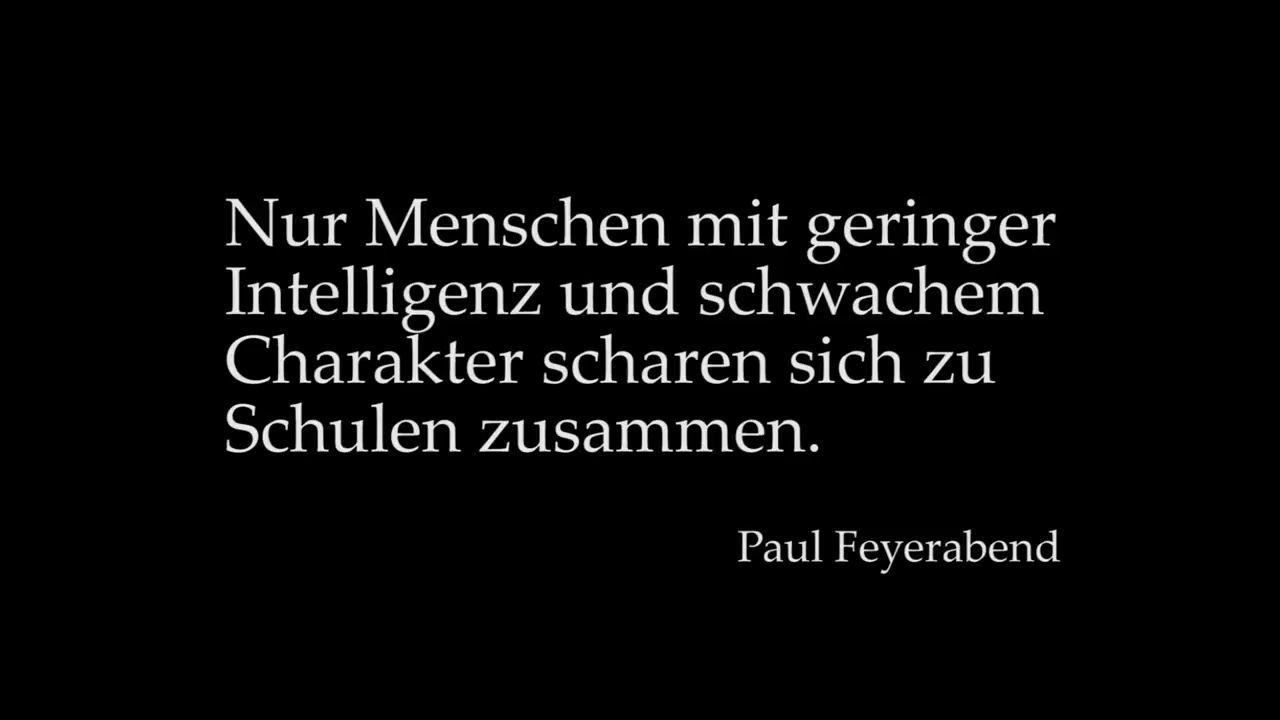 Nur Menschen mit geringer
Intelligenz und schwachem
Charakter scharen sich zu
Schulen zusammen.
Paul Feyerabend